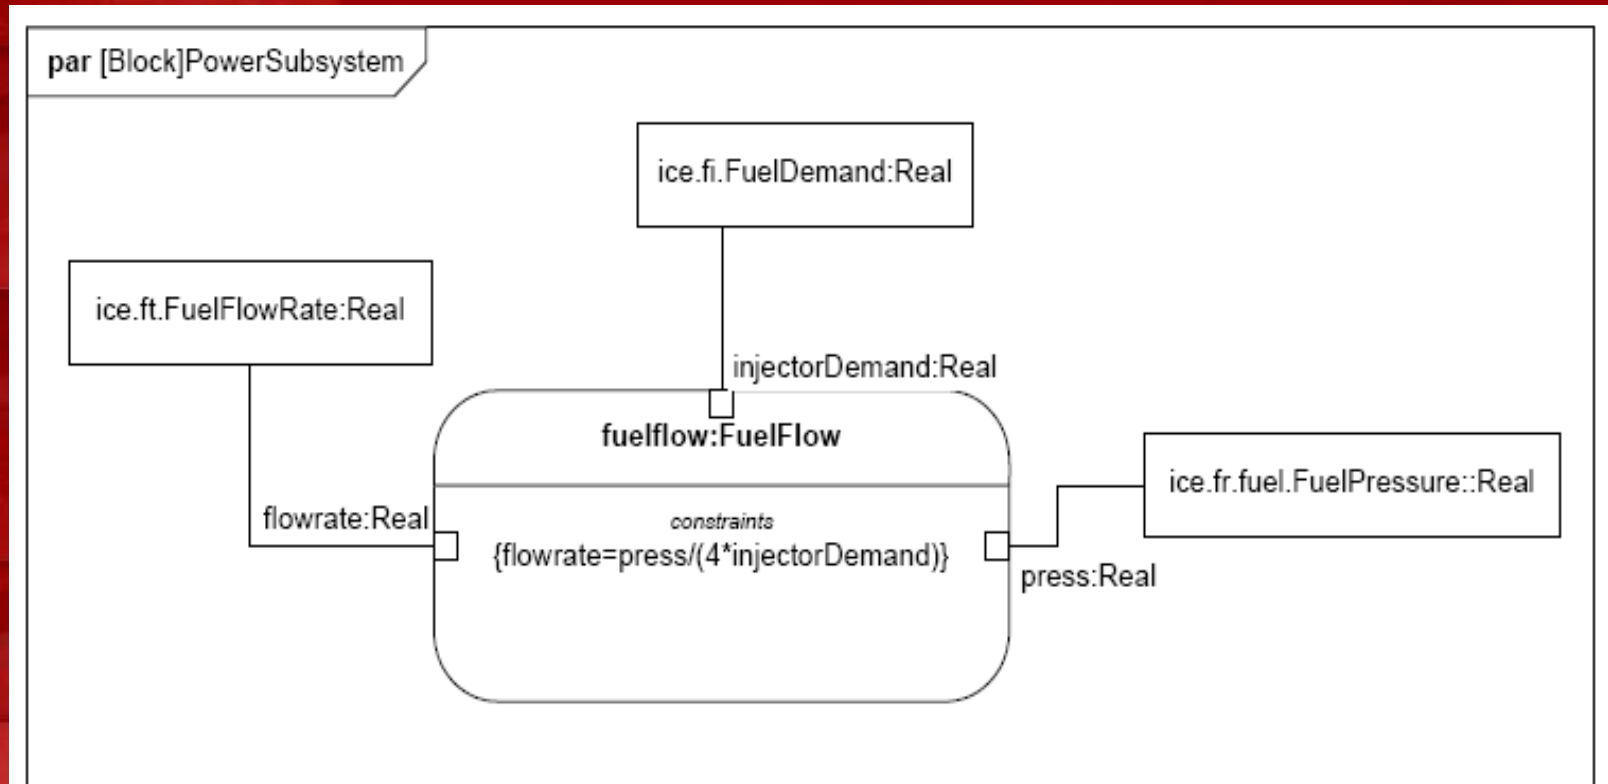 par [Block]PowerSubsystem
ice.fi.FuelDemand:Real
ice.ft.FuelFlowRate:Real
injectorDemand:Real
fuelflow:FuelFlow
ice.fr.fuel.FuelPressure::Real
flowrate:Real
constraints
{flowrate=press/(4*injectorDemand)}
press:Real